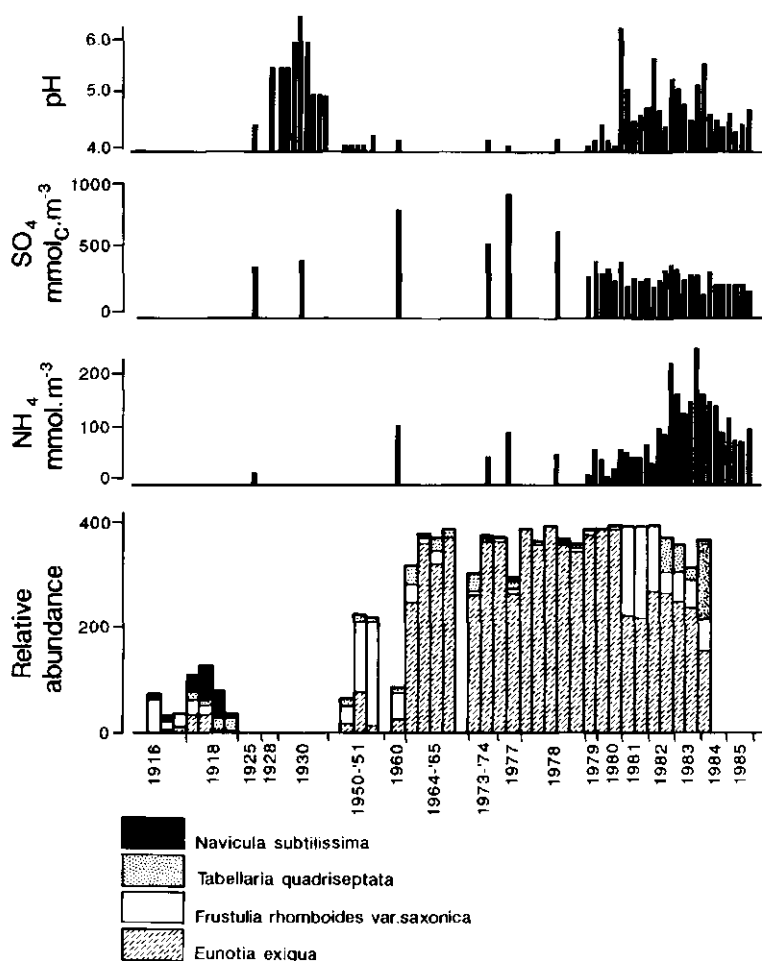 6.0
5.0
4.0
pH
1000
500
0
SO4
mmolc.m-3
200
100
0
NH4
mmol.m-3
400
200
0
Relative
abundance
1916
1918
1925
1928
1930
1950-'51
1960
1964-'65
1973-'74
1977
1978
1979
1980
1981
1982
1983
1984
1985
Navicula subtilissima
Tabellaria quadriseptata
Frustulia rhomboides var.saxonica
Eunotia exigua